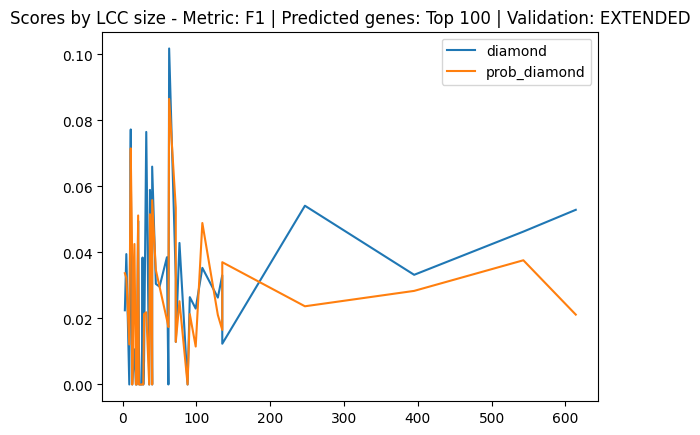 Scores by LCC size - Metric: F1 | Predicted genes: Top 100 | Validation: EXTENDED
diamond
prob_diamond
0.10
0.08
0.06
0.04
0.02
0.00
0 100 200 300 400 500 600